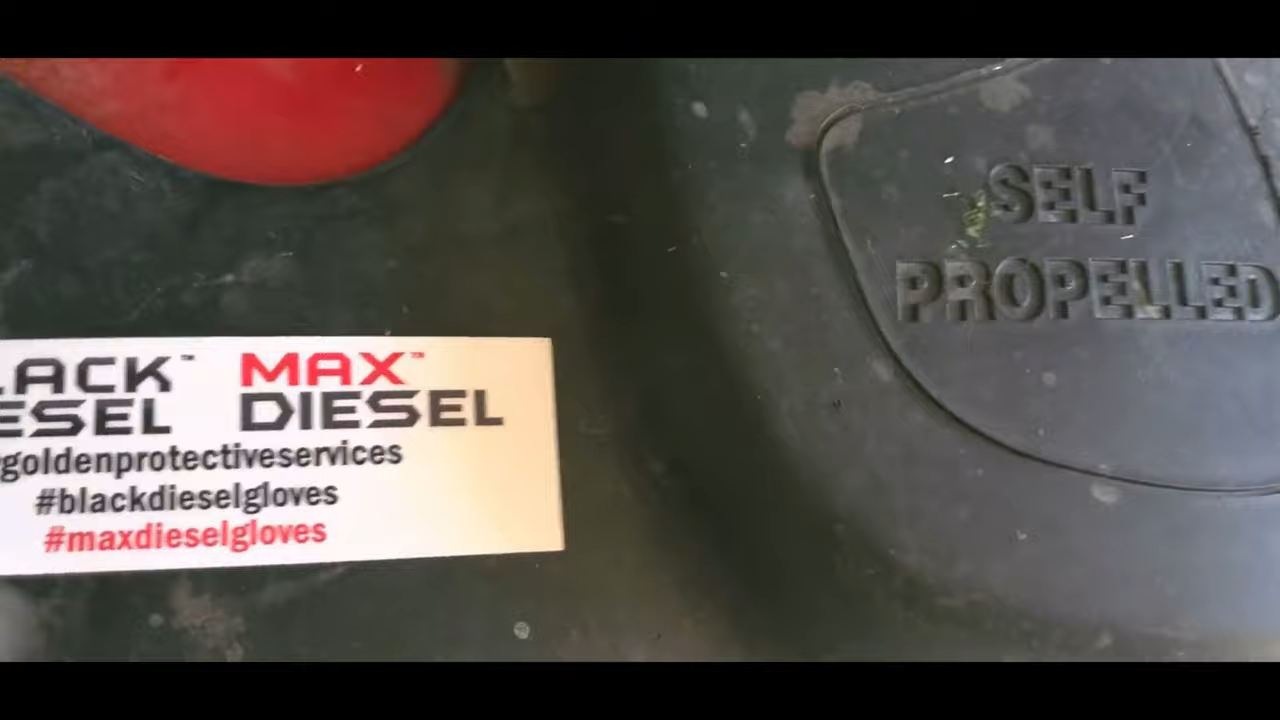 LACK™ MAX™
ESEL DIESEL
goldenprotectiveservices
#blackdieselgloves
#maxdieselgloves
SELF
PROPELLED